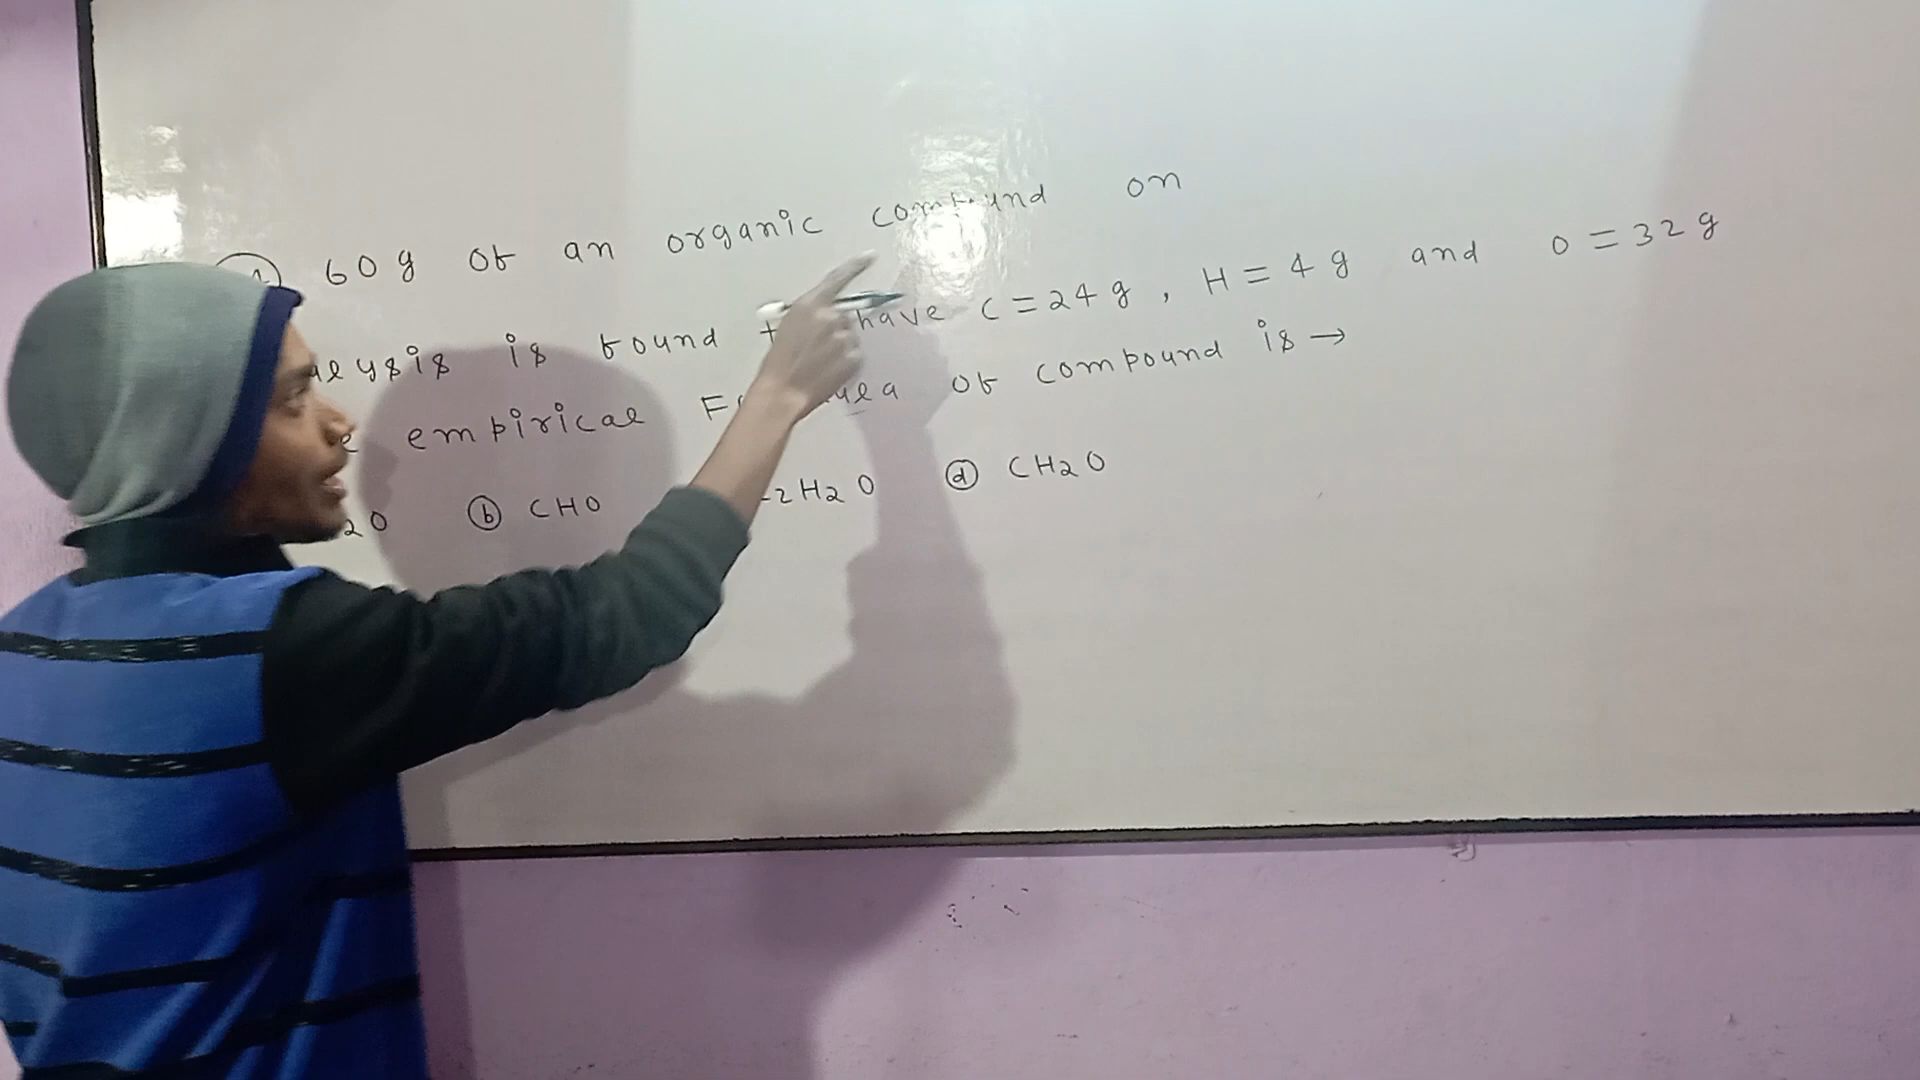 60 g of an organic compound on
is found have C = 24 g , H = 4 g and O = 32 g
empirical of compound is →
ⓑ CHO ⓓ CH2O